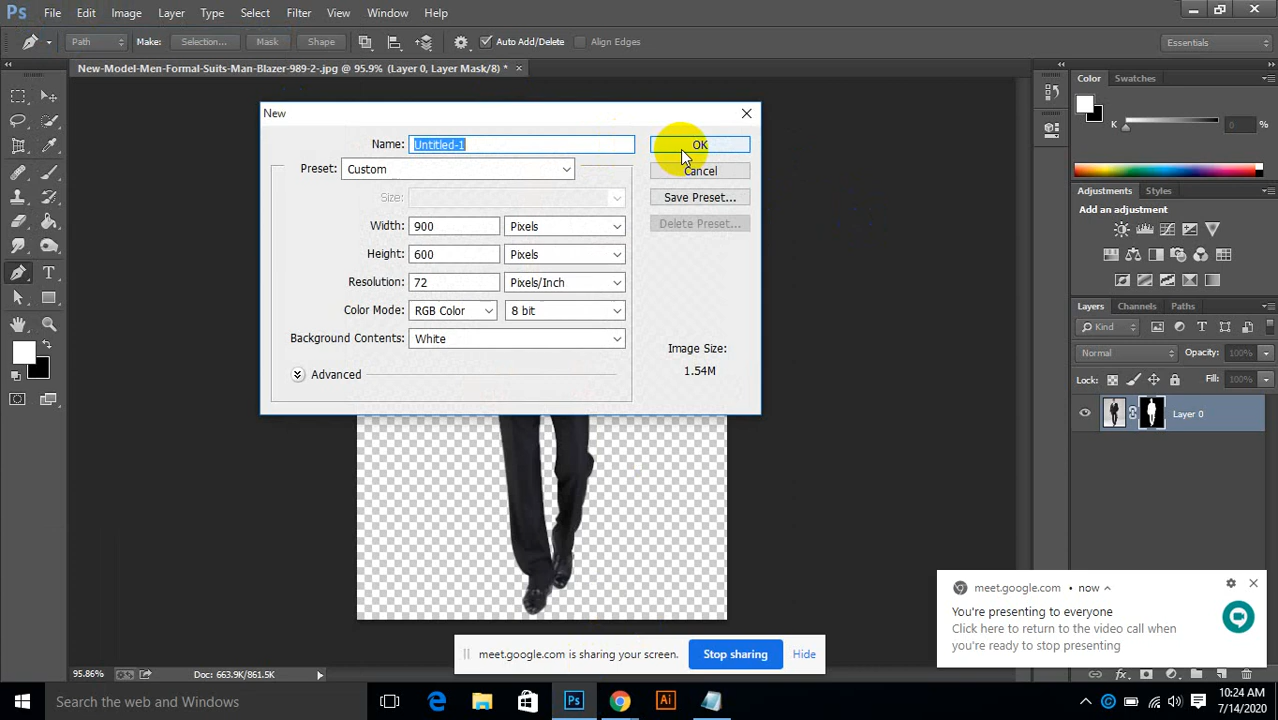 Ps File Edit Image Layer Type Select Filter 3D View Window Help
Path Make: Selection... Mask Shape Auto Add/Delete Align Edges Essentials
New-Model-Men-Formal-Suits-Man-Blazer-989-2-.jpg @ 95.9% (Layer 0, Layer Mask/8) * ×
Color Swatches
K 0 %
New
Name: Untitled-1 OK
Preset: Custom Cancel
Size: Save Preset...
Width: 900 Pixels Delete Preset...
Height: 600 Pixels
Resolution: 72 Pixels/Inch
Color Mode: RGB Color 8 bit
Background Contents: White
Image Size:
1.54M
Advanced
Adjustments Styles
Add an adjustment
Layers Channels Paths
Kind
Normal Opacity: 100%
Lock: Fill: 100%
Layer 0
meet.google.com • now
You're presenting to everyone
Click here to return to the video call when
you're ready to stop presenting
meet.google.com is sharing your screen. Stop sharing Hide
95.86% Doc: 663.9K/861.5K
Search the web and Windows
Ps Ai
10:24 AM
7/14/2020